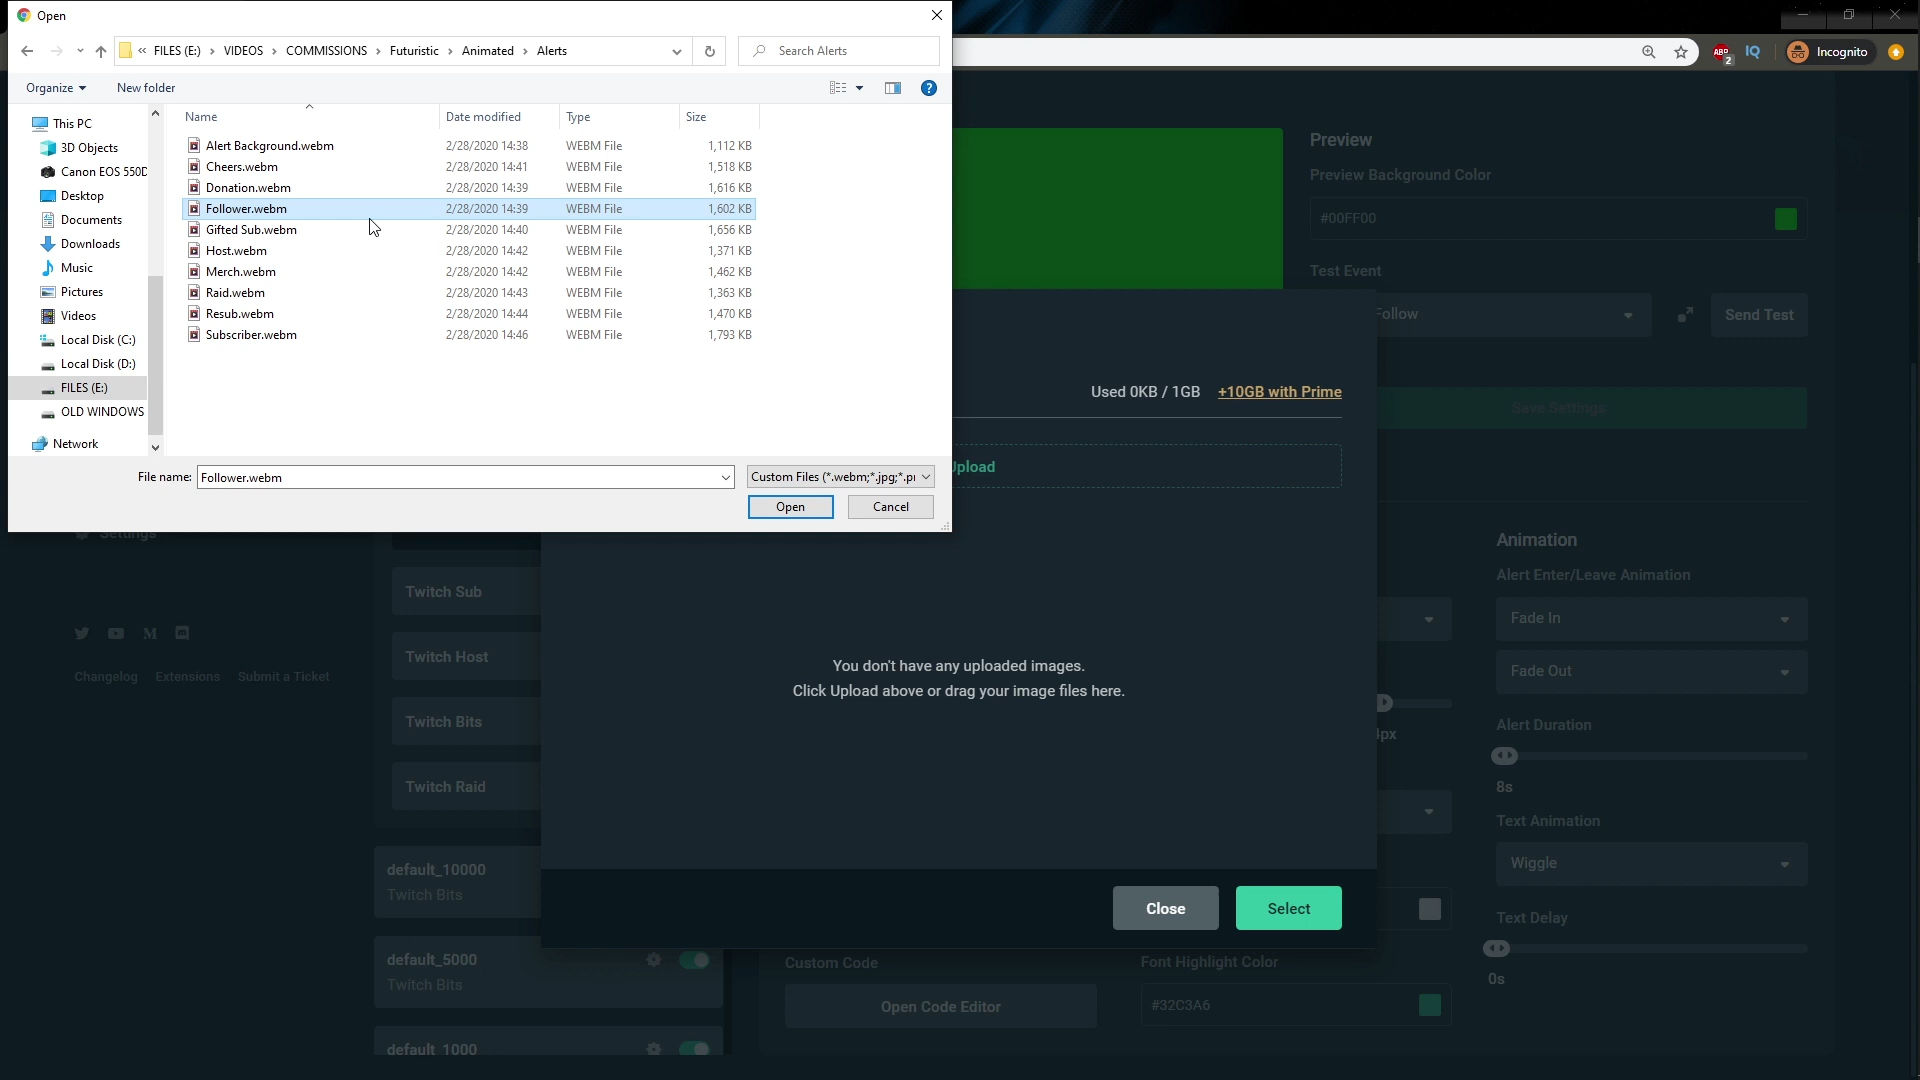 Open
« FILES (E:) › VIDEOS › COMMISSIONS › Futuristic › Animated › Alerts
Search Alerts
ABP
2
IQ
Incognito
Organize
New folder
This PC
3D Objects
Canon EOS 550D
Desktop
Documents
Downloads
Music
Pictures
Videos
Local Disk (C:)
Local Disk (D:)
FILES (E:)
OLD WINDOWS
Network
Name Date modified Type Size
Alert Background.webm 2/28/2020 14:38 WEBM File 1,112 KB
Cheers.webm 2/28/2020 14:41 WEBM File 1,518 KB
Donation.webm 2/28/2020 14:39 WEBM File 1,616 KB
Follower.webm 2/28/2020 14:39 WEBM File 1,602 KB
Gifted Sub.webm 2/28/2020 14:40 WEBM File 1,656 KB
Host.webm 2/28/2020 14:42 WEBM File 1,371 KB
Merch.webm 2/28/2020 14:42 WEBM File 1,462 KB
Raid.webm 2/28/2020 14:43 WEBM File 1,363 KB
Resub.webm 2/28/2020 14:44 WEBM File 1,470 KB
Subscriber.webm 2/28/2020 14:46 WEBM File 1,793 KB
File name: Follower.webm
Custom Files (*.webm;*.jpg;*.pr
Open Cancel
Preview
Preview Background Color
#00FF00
Test Event
Follow
Send Test
Save Settings
Used 0KB / 1GB +10GB with Prime
Upload
You don't have any uploaded images.
Click Upload above or drag your image files here.
Close Select
Settings
Changelog Extensions Submit a Ticket
Twitch Sub
Twitch Host
Twitch Bits
Twitch Raid
default_10000
Twitch Bits
default_5000
Twitch Bits
default_1000
Custom Code
Open Code Editor
Font Highlight Color
#32C3A6
4px
Animation
Alert Enter/Leave Animation
Fade In
Fade Out
Alert Duration
8s
Text Animation
Wiggle
Text Delay
0s